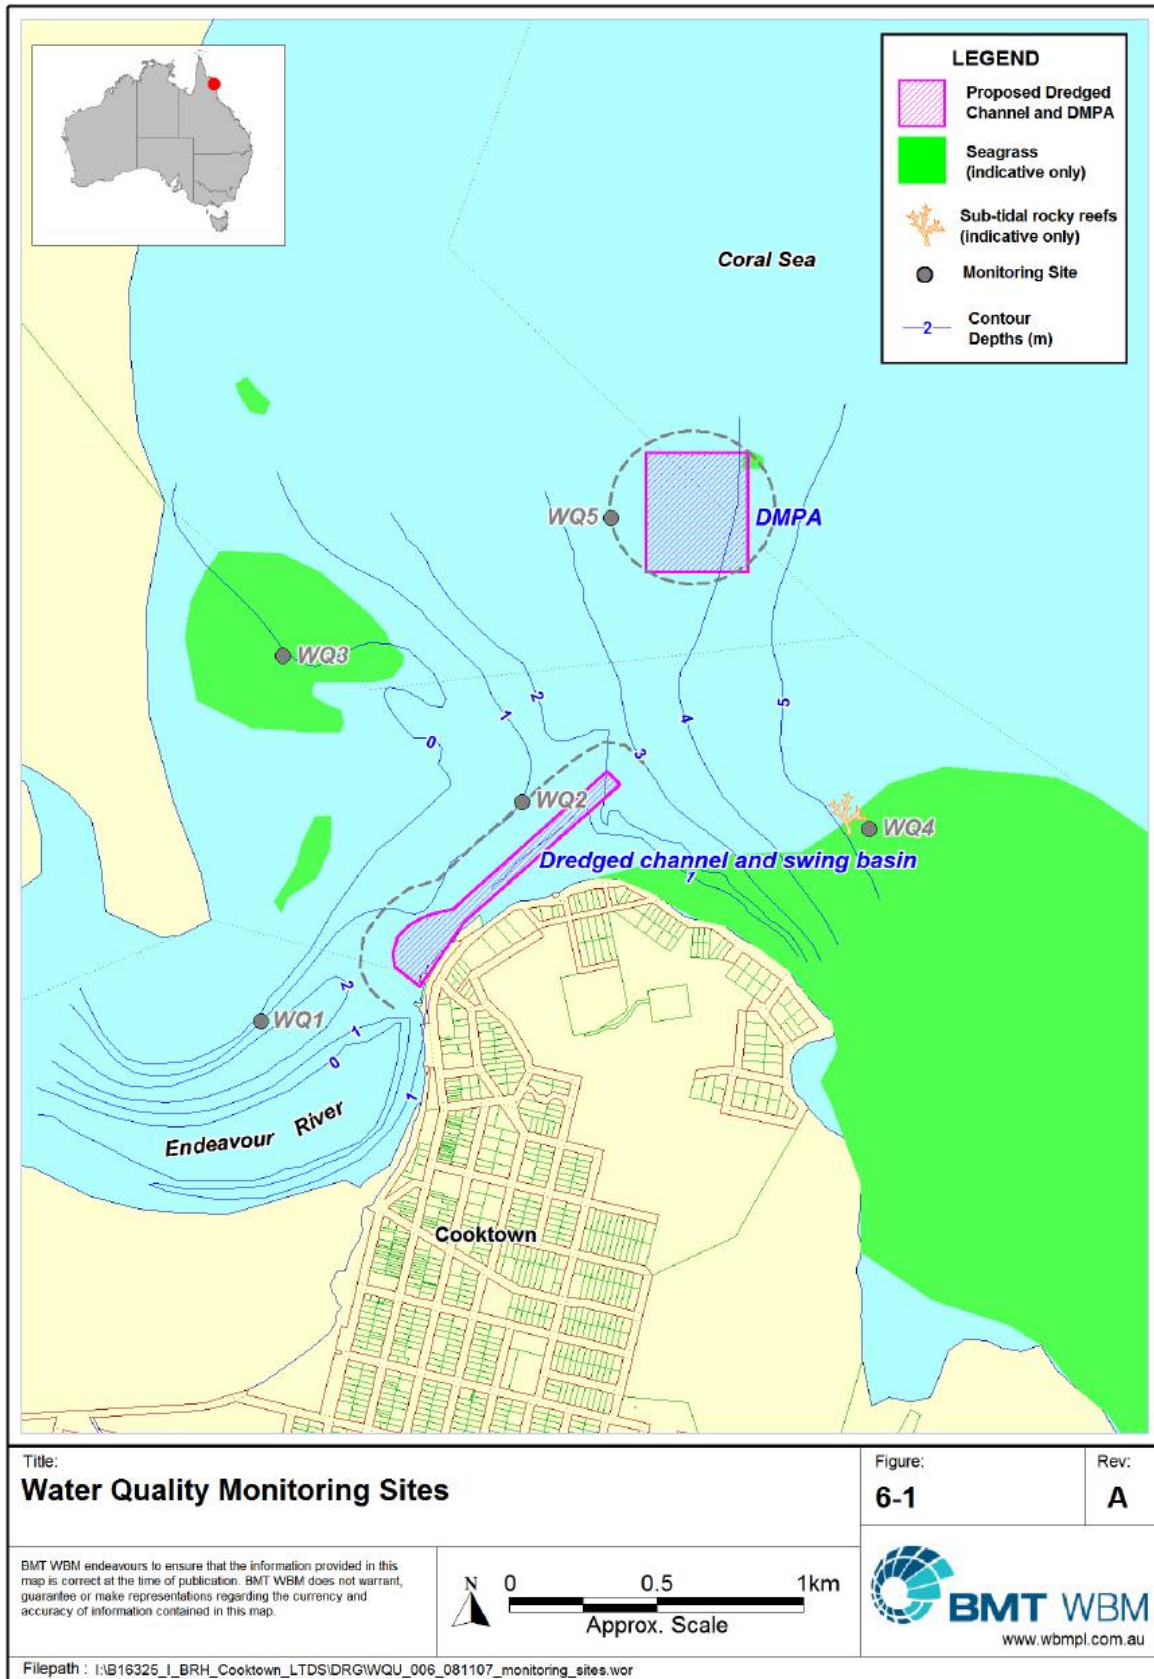 LEGEND
Proposed Dredged
Channel and DMPA
Seagrass
(indicative only)
Sub-tidal rocky reefs
(indicative only)
Monitoring Site
2
Contour
Depths (m)
Coral Sea
WQ5
DMPA
WQ3
2
1
0
3
4
5
WQ2
WQ4
Dredged channel and swing basin
1
2
WQ1
1
0
1
Endeavour River
Cooktown
Title:
Water Quality Monitoring Sites
Figure:
6-1
Rev:
A
BMT WBM endeavours to ensure that the information provided in this
map is correct at the time of publication. BMT WBM does not warrant,
guarantee or make representations regarding the currency and
accuracy of information contained in this map.
N
0 0.5 1km
Approx. Scale
BMT WBM
www.wbmpl.com.au
Filepath : I:\B16325_I_BRH_Cooktown_LTDS\DRG\WQU_006_081107_monitoring_sites.wor